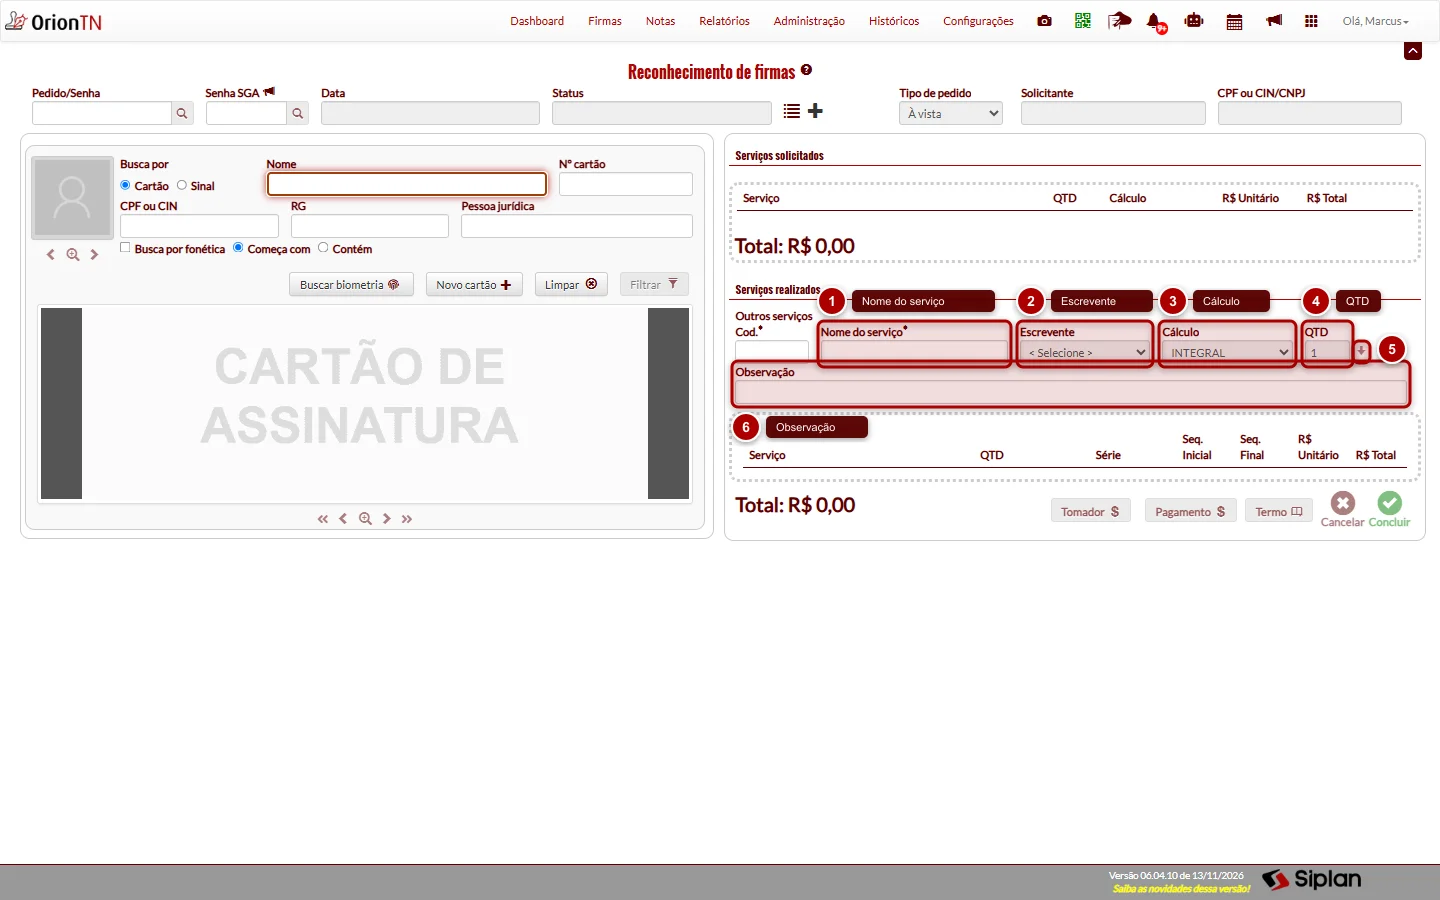 OrionTN
Dashboard Firmas Notas Relatórios Administração Históricos Configurações 9+ Olá, Marcus
Reconhecimento de firmas ?
Pedido/Senha Senha SGA Data Status Tipo de pedido Solicitante CPF ou CIN/CNPJ
À vista
Busca por Nome Nº cartão
Cartão Sinal
CPF ou CIN RG Pessoa jurídica
Busca por fonética Começa com Contém
Buscar biometria Novo cartão Limpar Filtrar
CARTÃO DE
ASSINATURA
Serviços solicitados
Serviço QTD Cálculo R$ Unitário R$ Total
Total: R$ 0,00
Serviços realizados
1 Nome do serviço 2 Escrevente 3 Cálculo 4 QTD
Outros serviços
Cod.* Nome do serviço* Escrevente Cálculo QTD
< Selecione > INTEGRAL 1 5
Observação
6 Observação
Serviço QTD Série Seq. Inicial Seq. Final R$ Unitário R$ Total
Total: R$ 0,00
Tomador $ Pagamento $ Termo Cancelar Concluir
Versão 06.04.10 de 13/11/2026
Saiba as novidades dessa versão!
Siplan